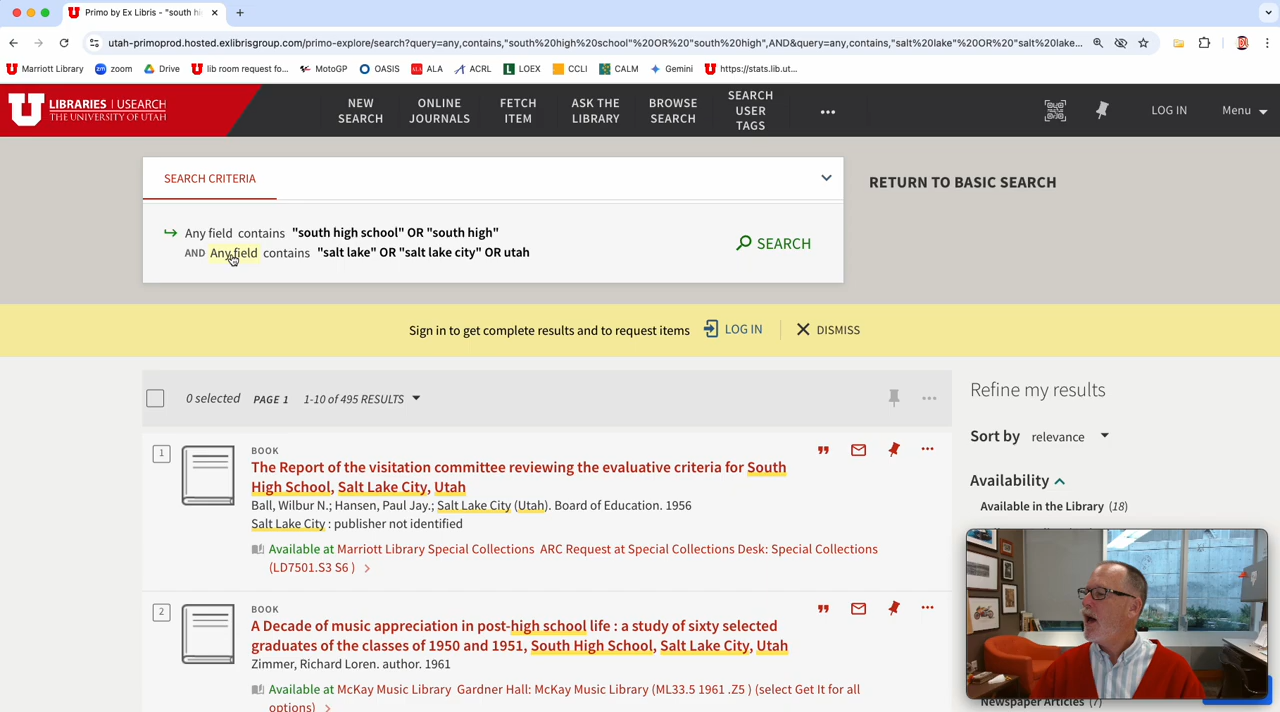 Primo by Ex Libris - "south hi
utah-primoprod.hosted.exlibrisgroup.com/primo-explore/search?query=any,contains,"south%20high%20school"%20OR%20"south%20high",AND&query=any,contains,"salt%20lake"%20OR%20"salt%20lake...
Marriott Library zoom Drive lib room request fo... MotoGP OASIS ALA ALA ACRL L LOEX CCLI CALM Gemini https://stats.lib.ut...
U LIBRARIES | USEARCH
THE UNIVERSITY OF UTAH
NEW SEARCH
ONLINE JOURNALS
FETCH ITEM
ASK THE LIBRARY
BROWSE SEARCH
SEARCH USER TAGS
LOG IN
Menu
SEARCH CRITERIA
RETURN TO BASIC SEARCH
Any field contains "south high school" OR "south high"
AND Any field contains "salt lake" OR "salt lake city" OR utah
SEARCH
Sign in to get complete results and to request items LOG IN DISMISS
0 selected PAGE 1 1-10 of 495 RESULTS
Refine my results
Sort by relevance
Availability
Available in the Library (18)
1
BOOK
The Report of the visitation committee reviewing the evaluative criteria for South
High School, Salt Lake City, Utah
Ball, Wilbur N.; Hansen, Paul Jay.; Salt Lake City (Utah). Board of Education. 1956
Salt Lake City : publisher not identified
Available at Marriott Library Special Collections ARC Request at Special Collections Desk: Special Collections
(LD7501.S3 S6 )
2
BOOK
A Decade of music appreciation in post-high school life : a study of sixty selected
graduates of the classes of 1950 and 1951, South High School, Salt Lake City, Utah
Zimmer, Richard Loren. author. 1961
Available at McKay Music Library Gardner Hall: McKay Music Library (ML33.5 1961 .Z5 ) (select Get It for all
options)
Newspaper Articles (7)